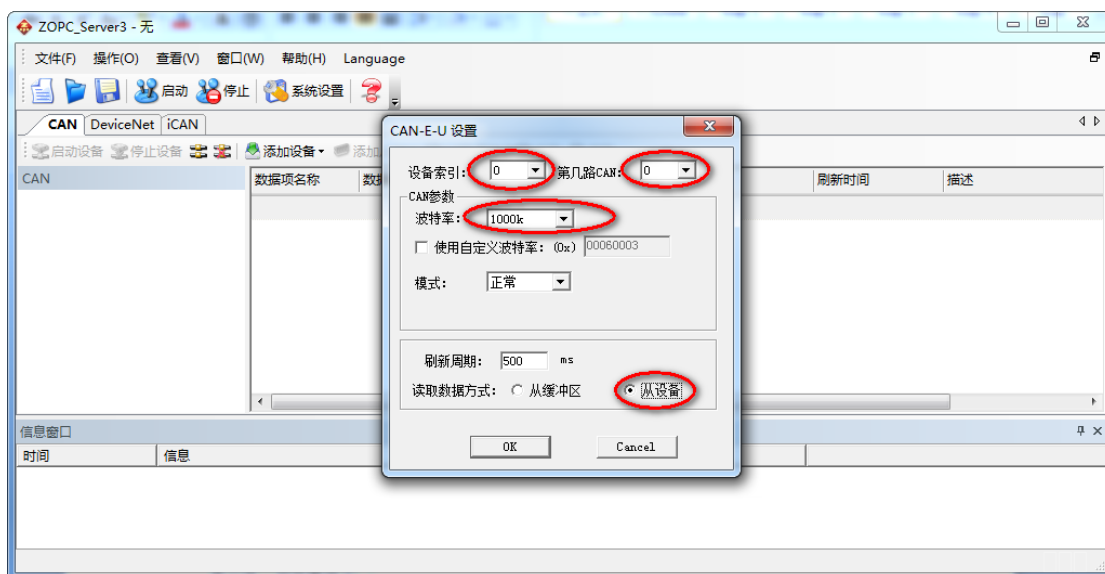 ZOPC_Server3 - 无
文件(F) 操作(O) 查看(V) 窗口(W) 帮助(H) Language
启动 停止 系统设置
CAN DeviceNet iCAN
启动设备 停止设备 添加设备 添加
CAN 数据项名称 刷新时间 描述
CAN-E-U 设置
设备索引: 0 第几路CAN: 0
CAN参数
波特率: 1000k
使用自定义波特率: (0x) 00060003
模式: 正常
刷新周期: 500 ms
读取数据方式: 从缓冲区 从设备
OK Cancel
信息窗口
时间 信息